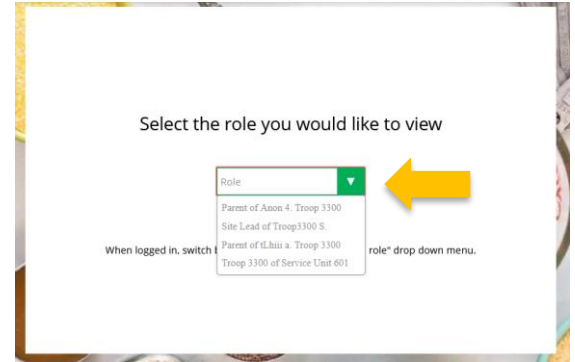 Select the role you would like to view
Role
Parent of Anon 4. Troop 3300
Site Lead of Troop3300 S.
Parent of tLhiii a. Troop 3300
When logged in, switch role" drop down menu.
Troop 3300 of Service Unit 601